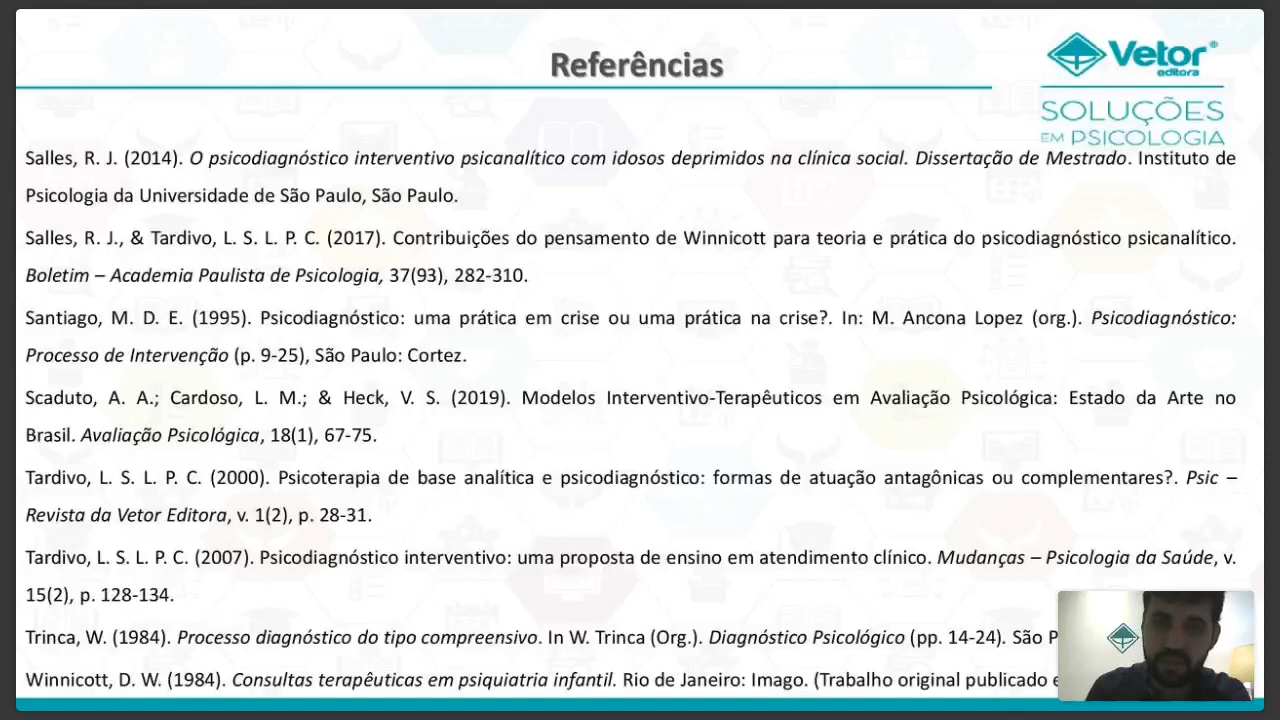 Referências
Vetor®
editora
SOLUÇÕES
EM PSICOLOGIA
Salles, R. J. (2014). O psicodiagnóstico interventivo psicanalítico com idosos deprimidos na clínica social. Dissertação de Mestrado. Instituto de
Psicologia da Universidade de São Paulo, São Paulo.
Salles, R. J., & Tardivo, L. S. L. P. C. (2017). Contribuições do pensamento de Winnicott para teoria e prática do psicodiagnóstico psicanalítico.
Boletim – Academia Paulista de Psicologia, 37(93), 282-310.
Santiago, M. D. E. (1995). Psicodiagnóstico: uma prática em crise ou uma prática na crise?. In: M. Ancona Lopez (org.). Psicodiagnóstico:
Processo de Intervenção (p. 9-25), São Paulo: Cortez.
Scaduto, A. A.; Cardoso, L. M.; & Heck, V. S. (2019). Modelos Interventivo-Terapêuticos em Avaliação Psicológica: Estado da Arte no
Brasil. Avaliação Psicológica, 18(1), 67-75.
Tardivo, L. S. L. P. C. (2000). Psicoterapia de base analítica e psicodiagnóstico: formas de atuação antagônicas ou complementares?. Psic –
Revista da Vetor Editora, v. 1(2), p. 28-31.
Tardivo, L. S. L. P. C. (2007). Psicodiagnóstico interventivo: uma proposta de ensino em atendimento clínico. Mudanças – Psicologia da Saúde, v.
15(2), p. 128-134.
Trinca, W. (1984). Processo diagnóstico do tipo compreensivo. In W. Trinca (Org.). Diagnóstico Psicológico (pp. 14-24). São
Winnicott, D. W. (1984). Consultas terapêuticas em psiquiatria infantil. Rio de Janeiro: Imago. (Trabalho original publicado